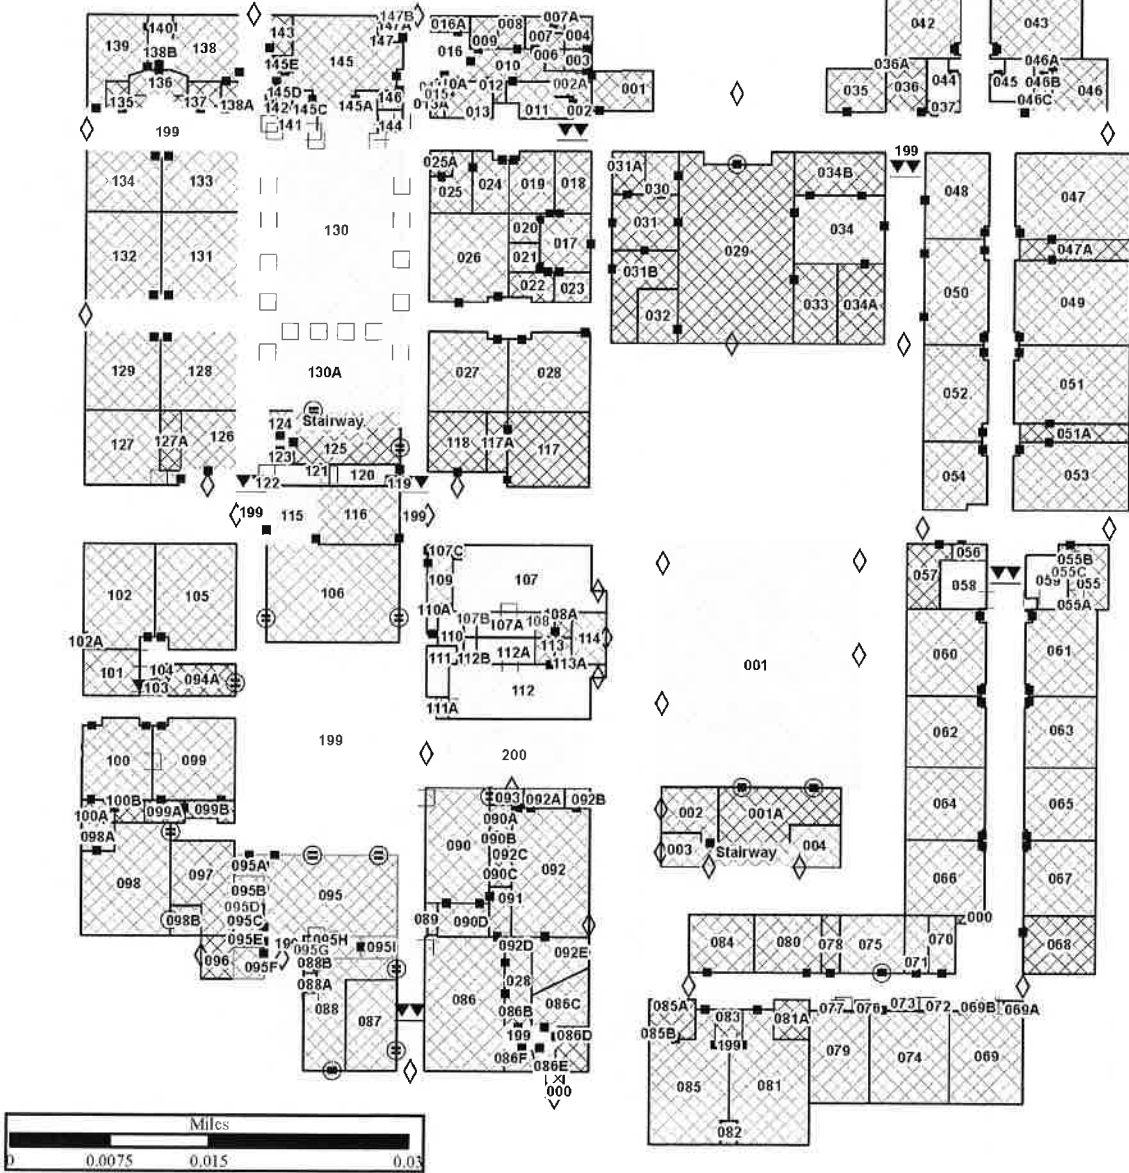 147B 007A 042 043
139 140 138 143 147A 016A 008
138B 145 147 016 009 007 004
136 145E 010 006 003 036A 046A
135 137 145D 146 012 002A 001 035 036 044 045 046B 046
138A 142 145C 145A 015 013A 013 011 002 037 046C
141 144
199
134 133 025A 024 019 018 031A 030 034B 199 048 047
025
130 020 017 031 029 034 047A
132 131 026 021 031B 050 049
022 023 032 033 034A
129 128 130A 027 028 052 051
124 Stairway
127 127A 126 125 118 117A 117 051A
123 121 120 054 053
122 119
199 115 116 199
107C 056 055B
102 105 109 107 057 058 059 055C 055
106 110A 107B 108A 055A
107A 108
102A 110 113 114 060 061
101 104 111 112B 112A 113A 001
103 094A 111A 112
199 200 062 063
100 099
100B 093 092A 092B 002 001A 064 065
100A 099A 099B 090A
098A 090 090B 003 Stairway 004
095A 092C 092
098 097 095B 095 090C 066 067
095D 091
098B 095C 089 090D 000
095E 095H 095I 092D 084 080 078 075 070 068
096 095G 092E 071
095F 088B 086 028
088A 086C 085A 083 081A 077 076 073 072 069B 069A
088 087 086B 085B
199 086D 199
086F 086E 085 081 079 074 069
000
082
Miles
0 0.0075 0.015 0.03